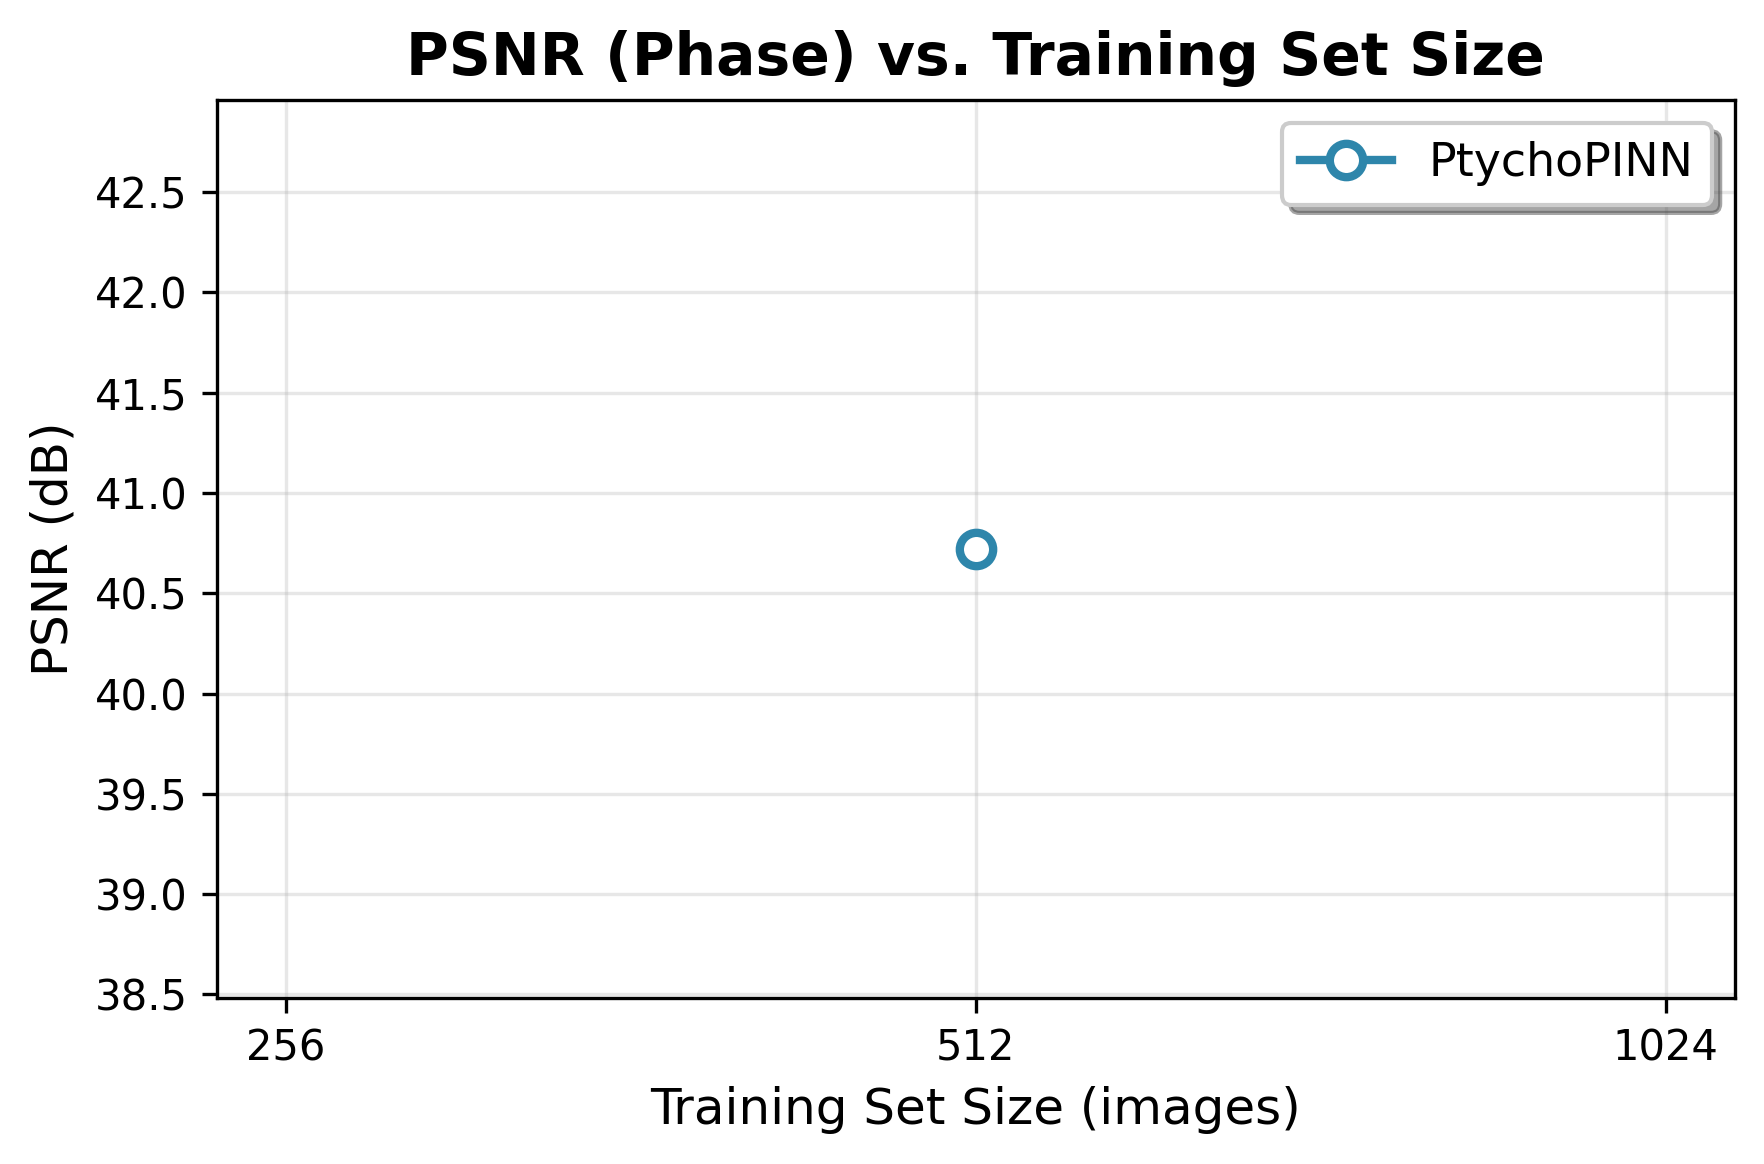 PSNR (Phase) vs. Training Set Size
PtychoPINN
PSNR (dB)
42.5
42.0
41.5
41.0
40.5
40.0
39.5
39.0
38.5
256 512 1024
Training Set Size (images)